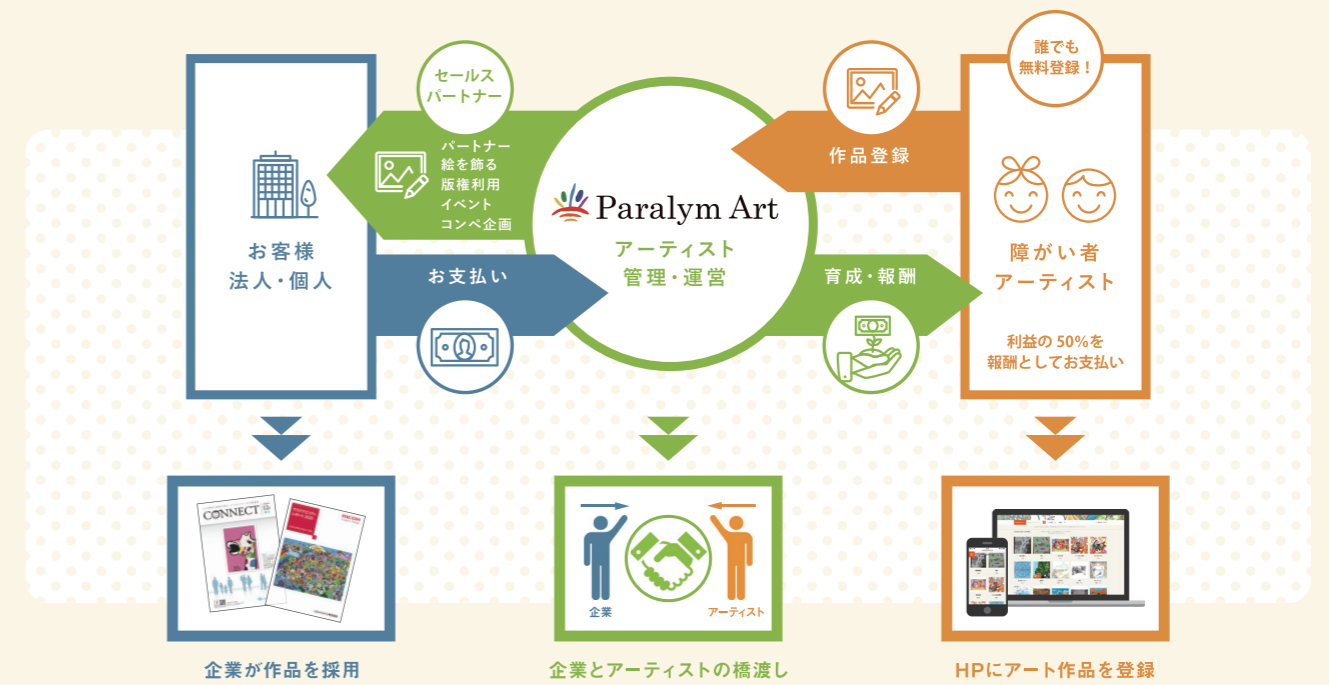 セールス
パートナー
パートナー
絵を飾る
版権利用
イベント
コンペ企画
お客様
法人・個人
お支払い
Paralym Art
アーティスト
管理・運営
作品登録
育成・報酬
誰でも
無料登録！
障がい者
アーティスト
利益の50%を
報酬としてお支払い
CONNECT
企業が作品を採用
企業
アーティスト
企業とアーティストの橋渡し
HPにアート作品を登録